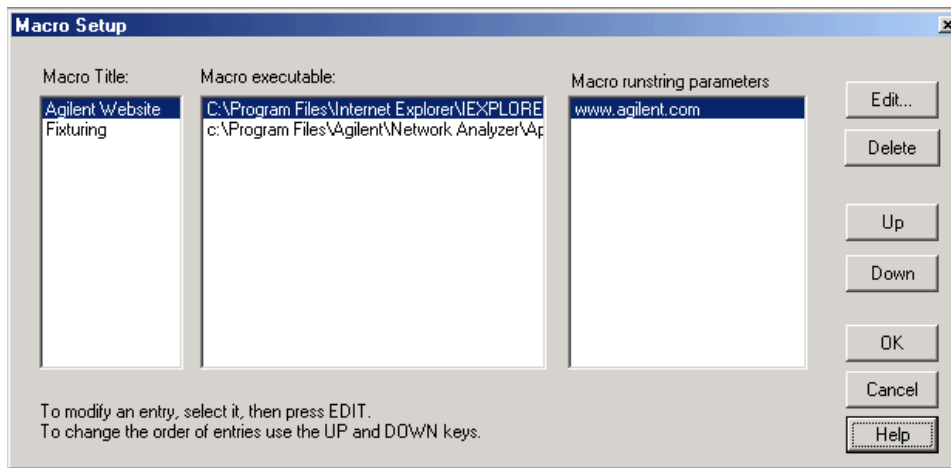 Macro Setup
Macro Title:
Macro executable:
Macro runstring parameters
Agilent Website
C:\Program Files\Internet Explorer\IEXPLORE
www.agilent.com
Fixturing
c:\Program Files\Agilent\Network Analyzer\Ap
Edit...
Delete
Up
Down
OK
Cancel
Help
To modify an entry, select it, then press EDIT.
To change the order of entries use the UP and DOWN keys.